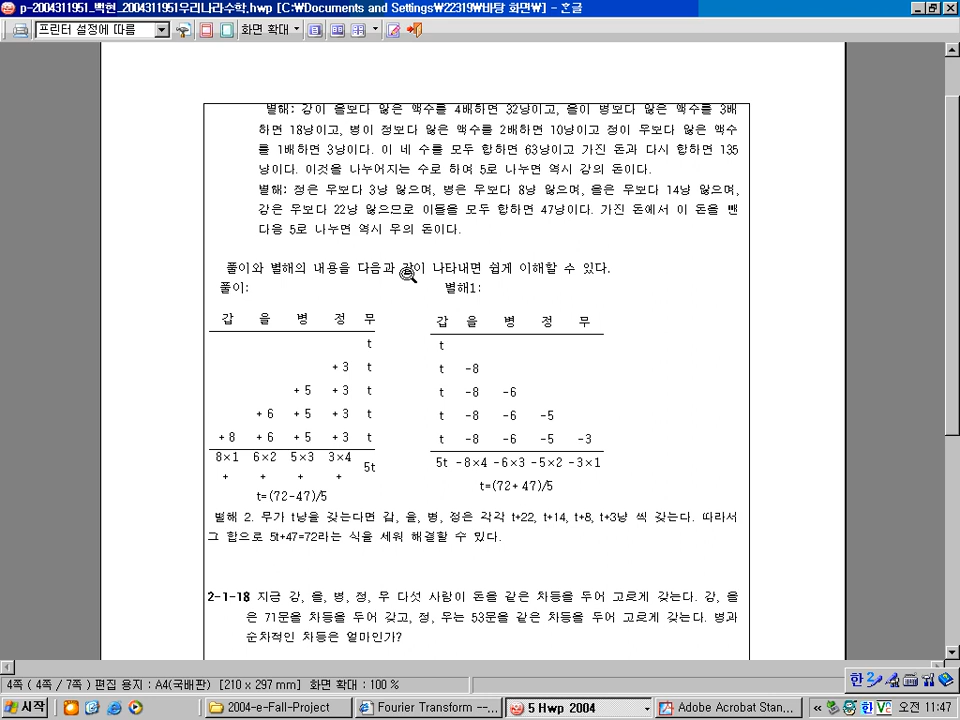 p-2004311951_백현_2004311951우리나라수학.hwp [C:₩Documents and Settings₩22319₩바탕 화면₩] - 호글
프린터 설정에 따름 화면 확대
별해: 강이 을보다 많은 액수를 4배하면 32냥이고, 을이 병보다 많은 액수를 3배
하면 18냥이고, 병이 정보다 많은 액수를 2배하면 10냥이고 정이 무보다 많은 액수
를 1배하면 3냥이다. 이 네 수를 모두 합하면 63냥이고 가진 돈과 다시 합하면 135
냥이다. 이것을 나누어지는 수로 하여 5로 나누면 역시 갑의 돈이다.
별해: 정은 무보다 3냥 많으며, 병은 무보다 8냥 많으며, 을은 무보다 14냥 많으며,
갑은 무보다 22냥 많으므로 이들을 모두 합하면 47냥이다. 가진 돈에서 이 돈을 뺀
다음 5로 나누면 역시 무의 돈이다.
풀이와 별해의 내용을 다음과 같이 나타내면 쉽게 이해할 수 있다.
풀이: 별해1:
갑 을 병 정 무 갑 을 병 정 무
t t
+3 t t -8
+5 +3 t t -8 -6
+6 +5 +3 t t -8 -6 -5
+8 +6 +5 +3 t t -8 -6 -5 -3
8×1 6×2 5×3 3×4 5t 5t -8×4 -6×3 -5×2 -3×1
+ + + +
t=(72-47)/5 t=(72+47)/5
별해 2. 무가 t냥을 갖는다면 갑, 을, 병, 정은 각각 t+22, t+14, t+8, t+3냥 씩 갖는다. 따라서
그 합으로 5t+47=72라는 식을 세워 해결할 수 있다.
2-1-18 지금 갑, 을, 병, 정, 무 다섯 사람이 돈을 같은 차등을 두어 고르게 갖는다. 갑, 을
은 71문을 차등을 두어 갖고, 정, 무는 53문을 같은 차등을 두어 고르게 갖는다. 병과
순차적인 차등은 얼마인가?
4쪽 ( 4쪽 / 7쪽 ) 편집 용지 : A4(국배판) [210 x 297 mm] 화면 확대 : 100 %
한
시작 2004-e-Fall-Project Fourier Transform --... 5 Hwp 2004 Adobe Acrobat Stan... « 한 오전 11:47